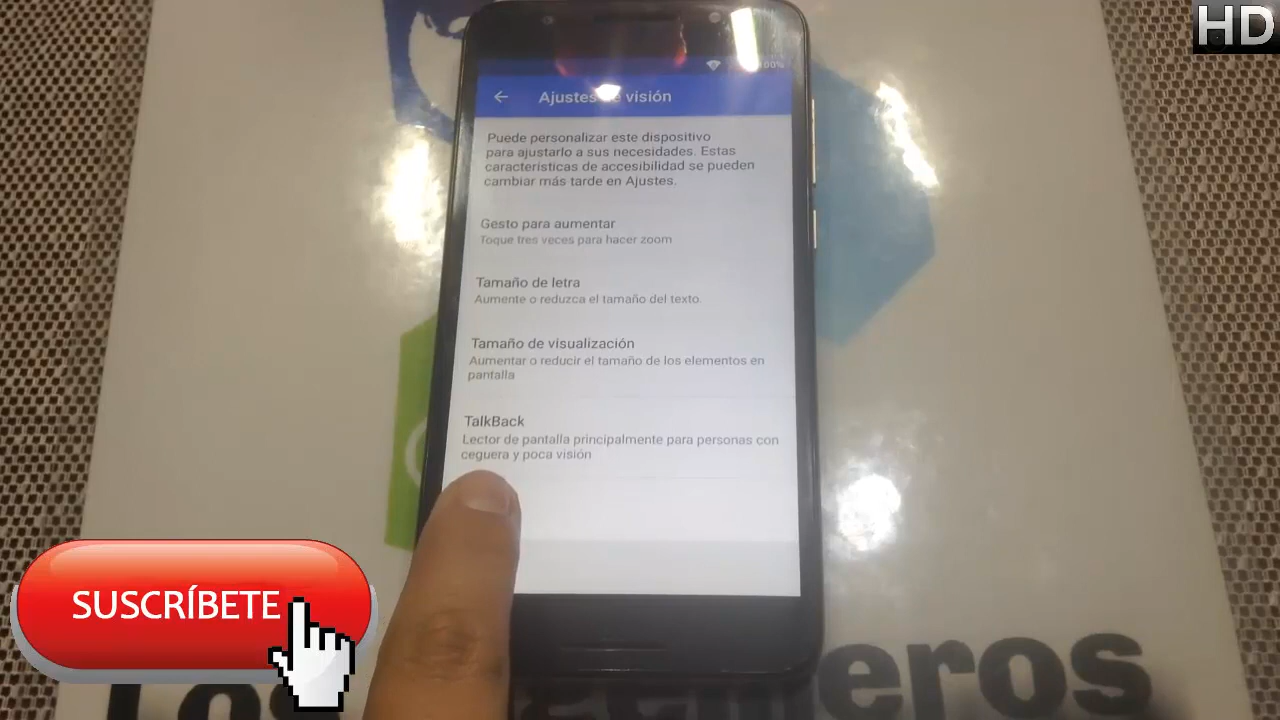 HD
100%
Ajustes de visión
Puede personalizar este dispositivo
para ajustarlo a sus necesidades. Estas
características de accesibilidad se pueden
cambiar más tarde en Ajustes.
Gesto para aumentar
Toque tres veces para hacer zoom
Tamaño de letra
Aumente o reduzca el tamaño del texto.
Tamaño de visualización
Aumentar o reducir el tamaño de los elementos en
pantalla
TalkBack
Lector de pantalla principalmente para personas con
ceguera y poca visión
SUSCRÍBETE